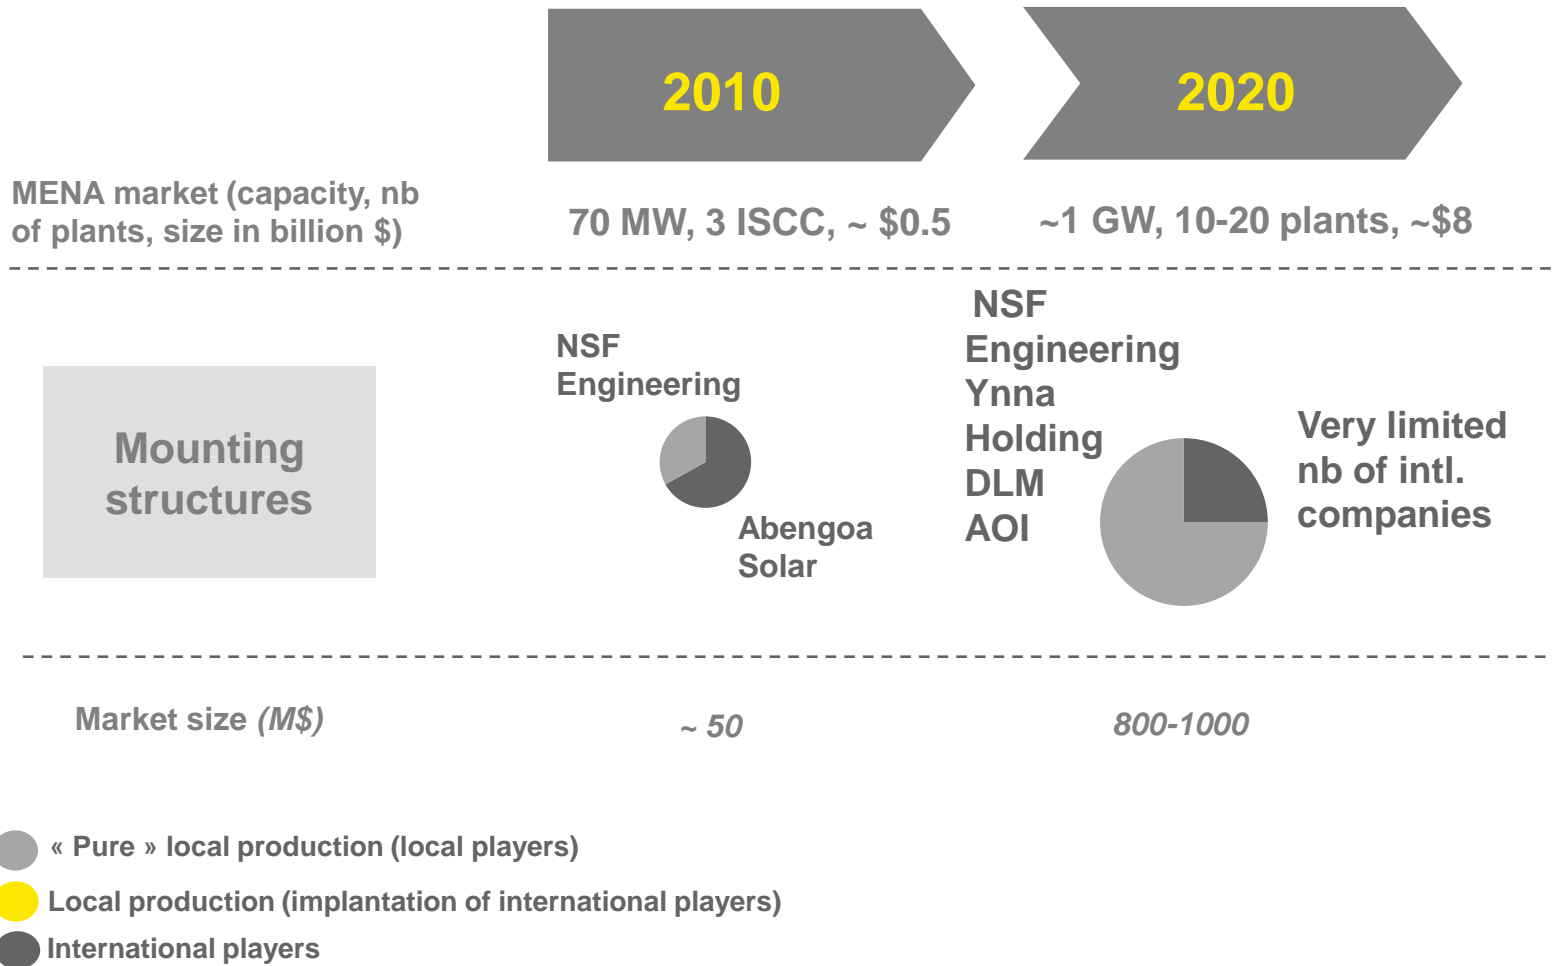 2010
2020
MENA market (capacity, nb
of plants, size in billion $)
70 MW, 3 ISCC, ~ $0.5
~1 GW, 10-20 plants, ~$8
Mounting
structures
NSF
Engineering
Abengoa
Solar
NSF
Engineering
Ynna
Holding
DLM
AOI
Very limited
nb of intl.
companies
Market size (M$)
~ 50
800-1000
« Pure » local production (local players)
Local production (implantation of international players)
International players